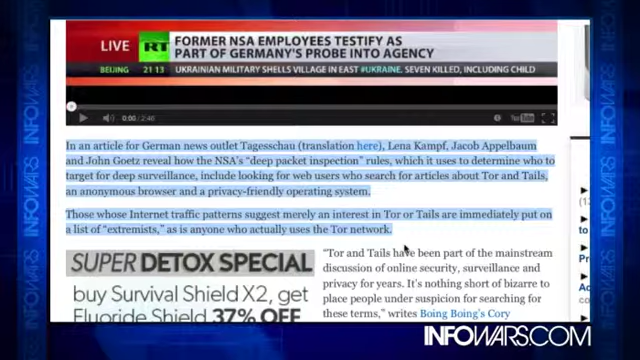 LIVE
RT
FORMER NSA EMPLOYEES TESTIFY AS
PART OF GERMANY'S PROBE INTO AGENCY
BEIJING 21:13 UKRAINIAN MILITARY SHELLS VILLAGE IN EAST #UKRAINE. SEVEN KILLED, INCLUDING CHILD
0:00 / 2:46
YouTube
In an article for German news outlet Tagesschau (translation here), Lena Kampf, Jacob Appelbaum
and John Goetz reveal how the NSA's “deep packet inspection” rules, which it uses to determine who to
target for deep surveillance, include looking for web users who search for articles about Tor and Tails,
an anonymous browser and a privacy-friendly operating system.
Those whose Internet traffic patterns suggest merely an interest in Tor or Tails are immediately put on
a list of “extremists,” as is anyone who actually uses the Tor network.
SUPER DETOX SPECIAL
buy Survival Shield X2, get
Fluoride Shield 37% OFF
“Tor and Tails have been part of the mainstream
discussion of online security, surveillance and
privacy for years. It's nothing short of bizarre to
place people under suspicion for searching for
these terms,” writes Boing Boing's Cory
INFOWARS
INFOWARS
INFOWARS.COM